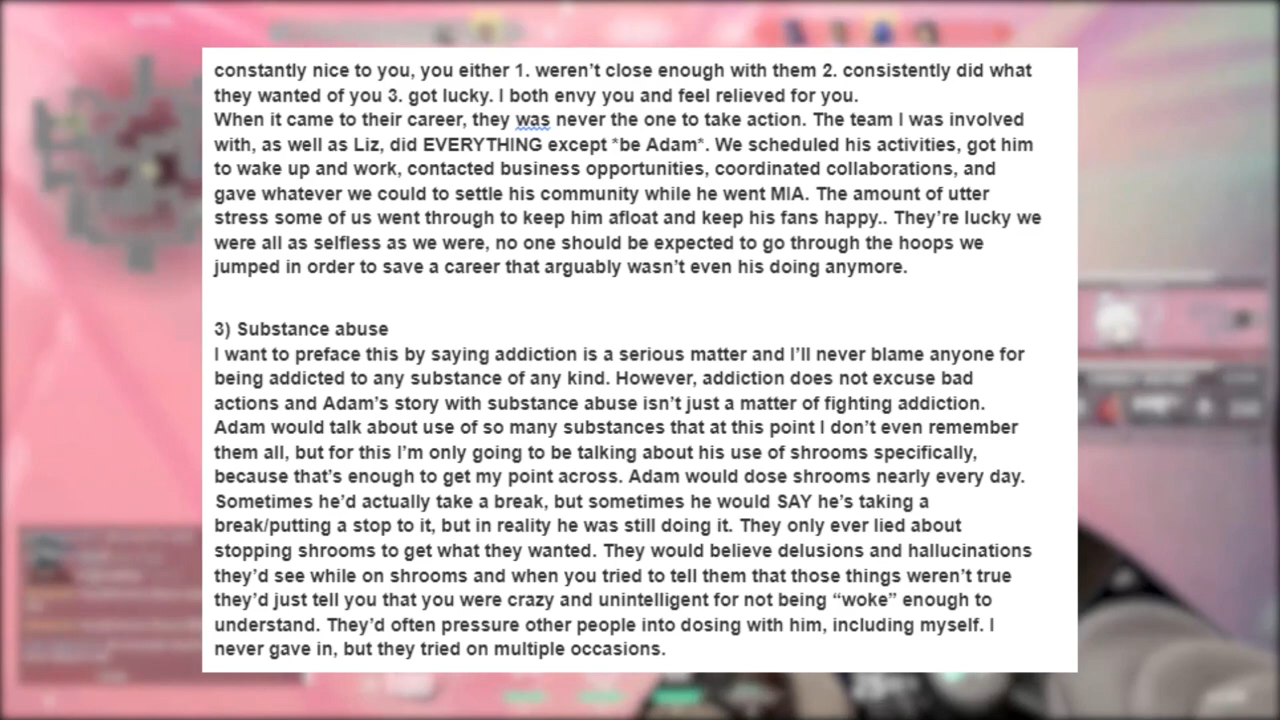 constantly nice to you, you either 1. weren’t close enough with them 2. consistently did what
they wanted of you 3. got lucky. I both envy you and feel relieved for you.
When it came to their career, they was never the one to take action. The team I was involved
with, as well as Liz, did EVERYTHING except *be Adam*. We scheduled his activities, got him
to wake up and work, contacted business opportunities, coordinated collaborations, and
gave whatever we could to settle his community while he went MIA. The amount of utter
stress some of us went through to keep him afloat and keep his fans happy.. They’re lucky we
were all as selfless as we were, no one should be expected to go through the hoops we
jumped in order to save a career that arguably wasn’t even his doing anymore.
3) Substance abuse
I want to preface this by saying addiction is a serious matter and I’ll never blame anyone for
being addicted to any substance of any kind. However, addiction does not excuse bad
actions and Adam’s story with substance abuse isn’t just a matter of fighting addiction.
Adam would talk about use of so many substances that at this point I don’t even remember
them all, but for this I’m only going to be talking about his use of shrooms specifically,
because that’s enough to get my point across. Adam would dose shrooms nearly every day.
Sometimes he’d actually take a break, but sometimes he would SAY he’s taking a
break/putting a stop to it, but in reality he was still doing it. They only ever lied about
stopping shrooms to get what they wanted. They would believe delusions and hallucinations
they’d see while on shrooms and when you tried to tell them that those things weren’t true
they’d just tell you that you were crazy and unintelligent for not being “woke” enough to
understand. They’d often pressure other people into dosing with him, including myself. I
never gave in, but they tried on multiple occasions.